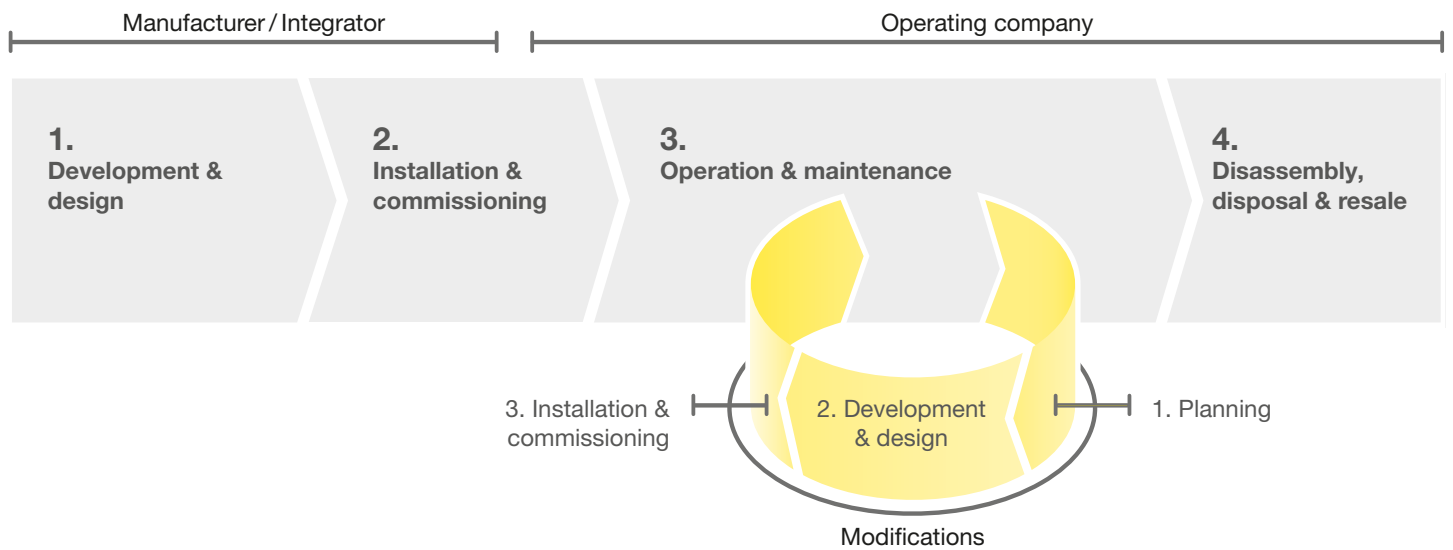 Manufacturer / Integrator
Operating company
1.
Development &
design
2.
Installation &
commissioning
3.
Operation & maintenance
4.
Disassembly,
disposal & resale
3. Installation &
commissioning
2. Development
& design
1. Planning
Modifications